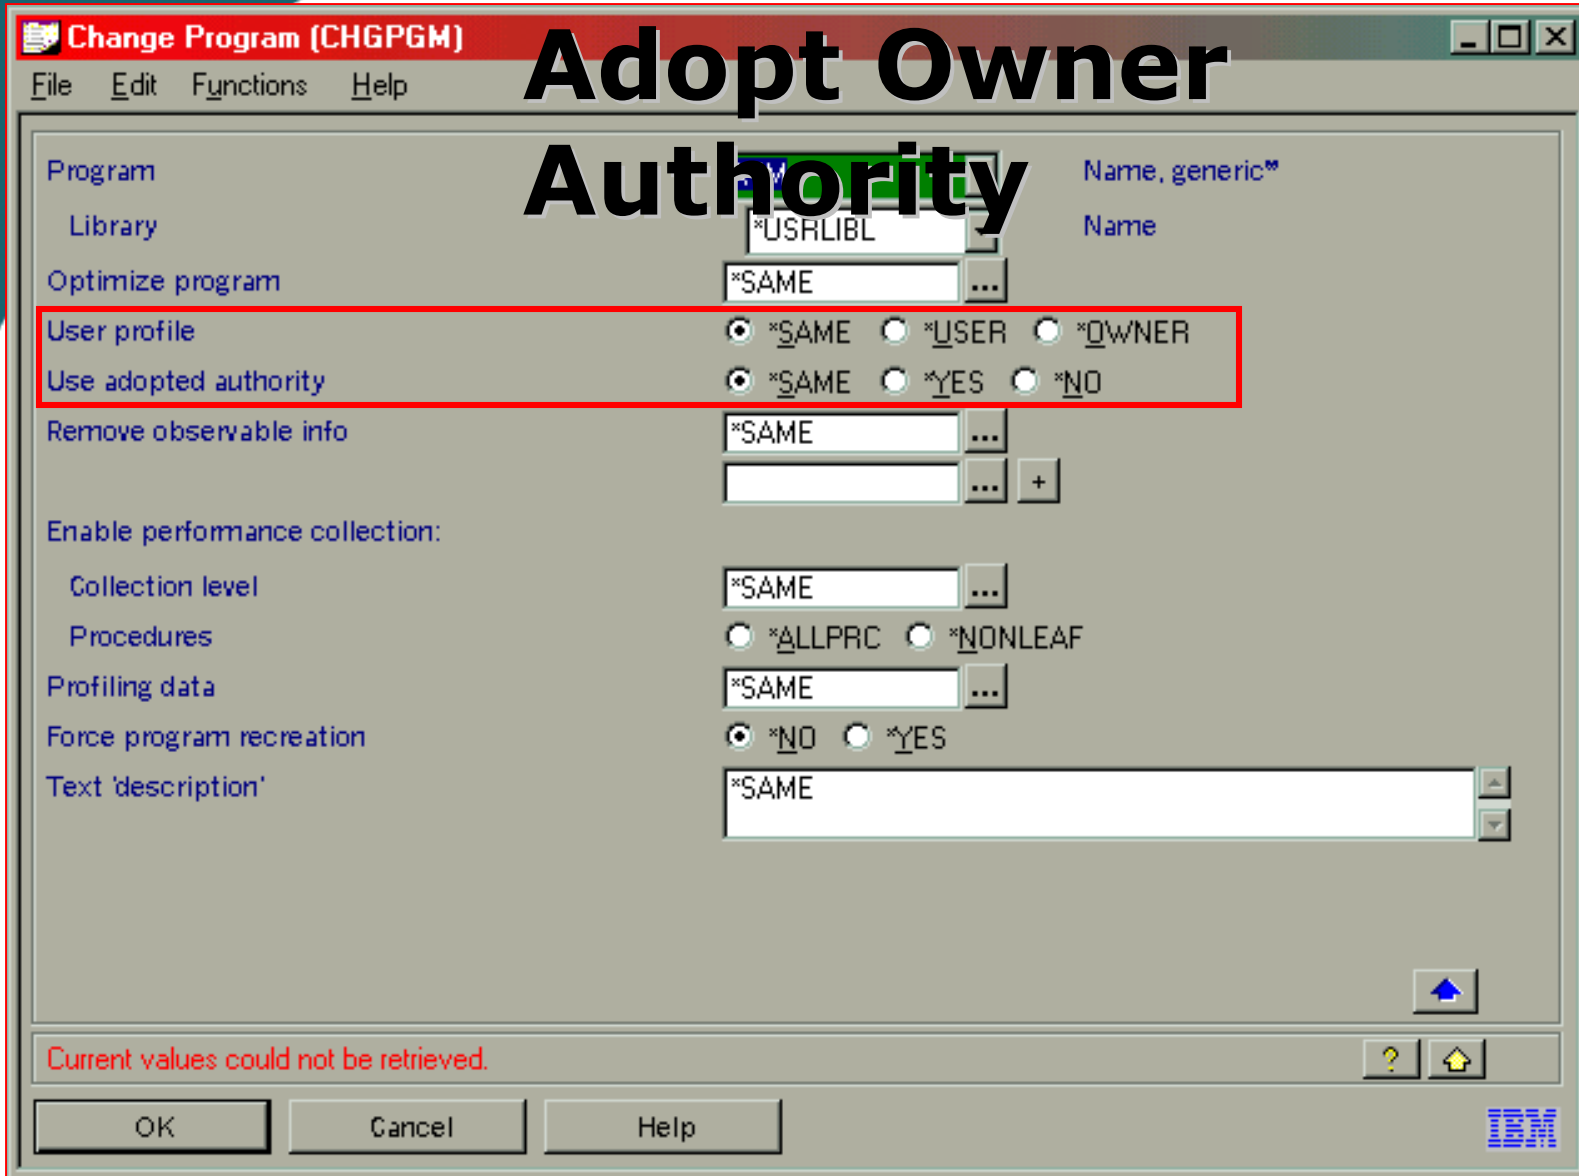 Change Program (CHGPGM)
Adopt Owner
Authority
File Edit Functions Help
Program Name, generic*
Library *USRLIBL Name
Optimize program *SAME ...
User profile *SAME *USER *OWNER
Use adopted authority *SAME *YES *NO
Remove observable info *SAME ...
... +
Enable performance collection:
Collection level *SAME ...
Procedures *ALLPRC *NONLEAF
Profiling data *SAME ...
Force program recreation *NO *YES
Text 'description' *SAME
Current values could not be retrieved. ?
OK Cancel Help IBM